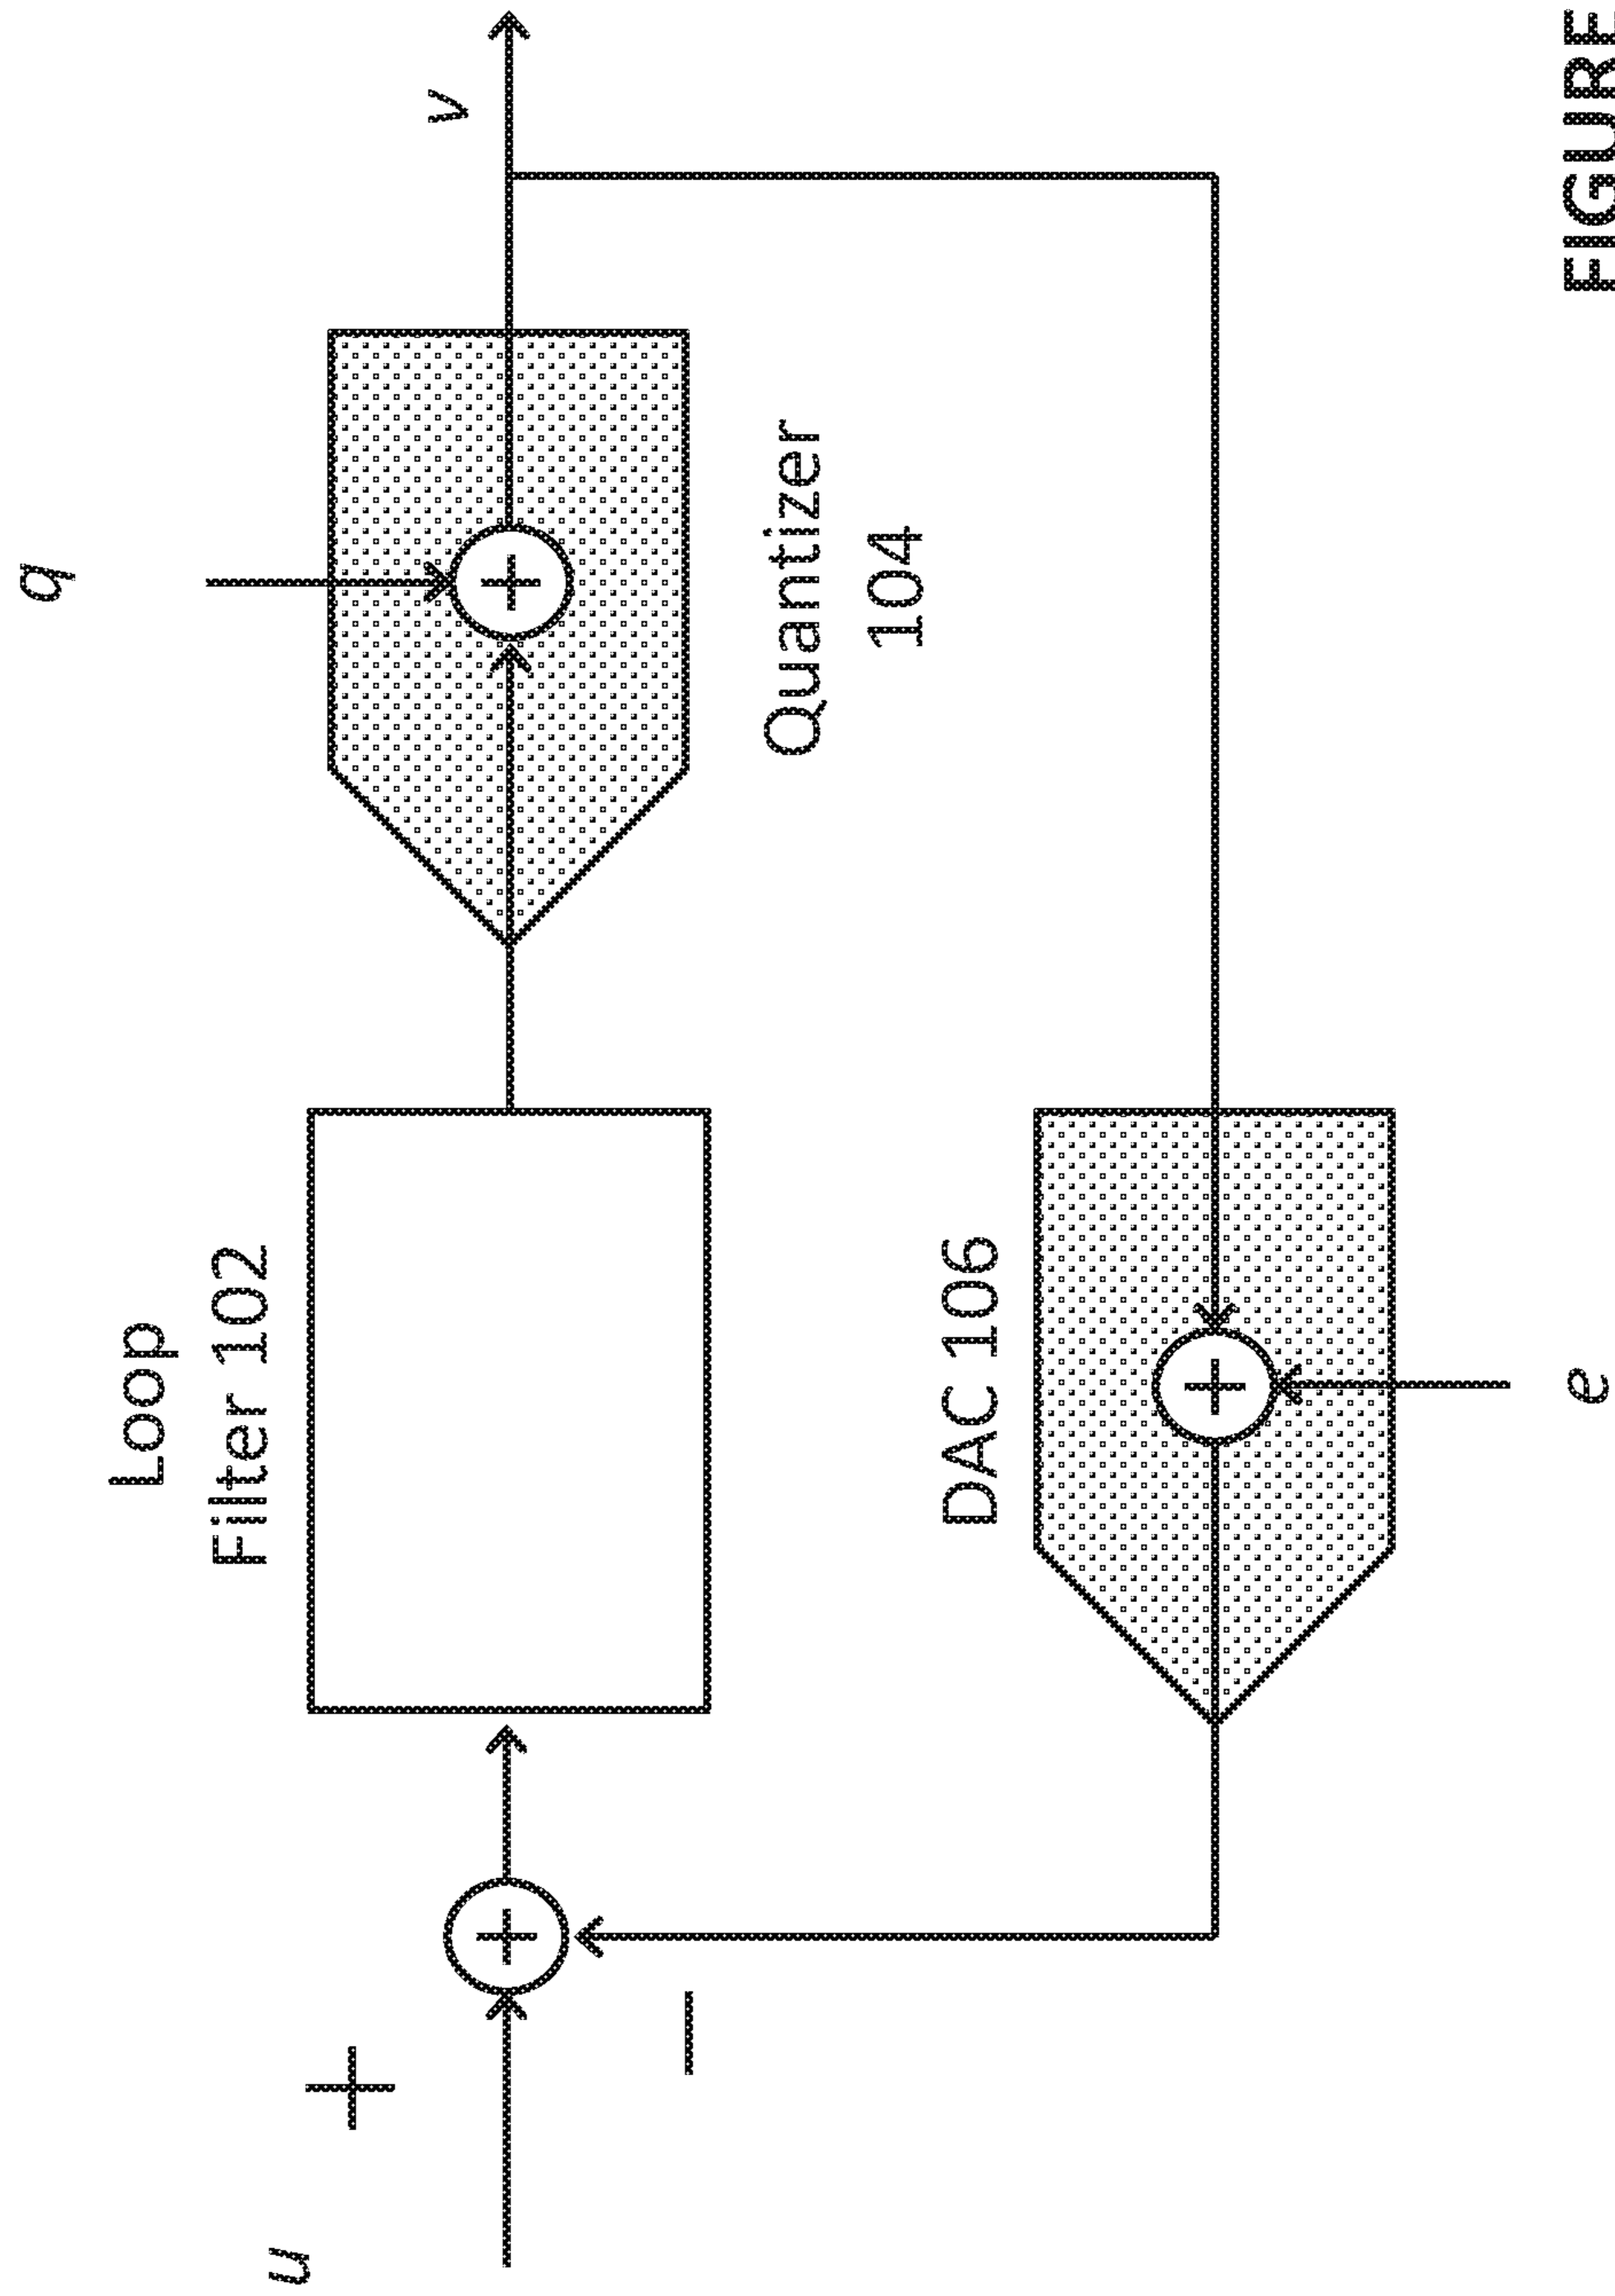 q
Loop
Filter 102
u
+
v
+
+
Quantizer
104
−
DAC 106
+
e
FIGURE